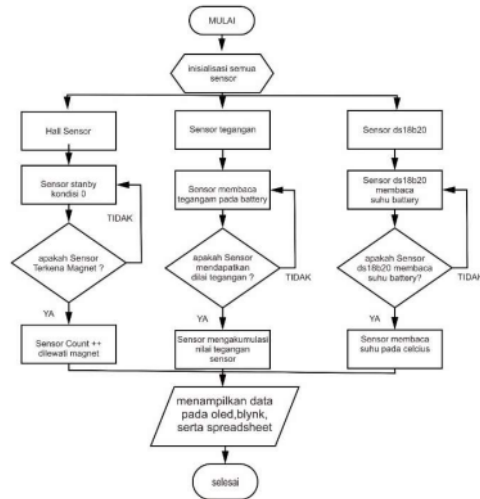 MULAI
inisialisasi semua
sensor
Hall Sensor
Sensor stanby
kondisi 0
TIDAK
apakah Sensor
Terkena Magnet ?
YA
Sensor Count ++
dilewati magnet
Sensor tegangan
Sensor membaca
tegangam pada battery
TIDAK
apakah Sensor
mendapatkan
dilai tegangan ?
YA
Sensor mengakumulasi
nilai tegangan
sensor
Sensor ds18b20
Sensor ds18b20
membaca
suhu battery
TIDAK
apakah Sensor
ds18b20 membaca
suhu battery?
YA
Sensor membaca
suhu pada celcius
menampilkan data
pada oled,blynk,
serta spreadsheet
selesai